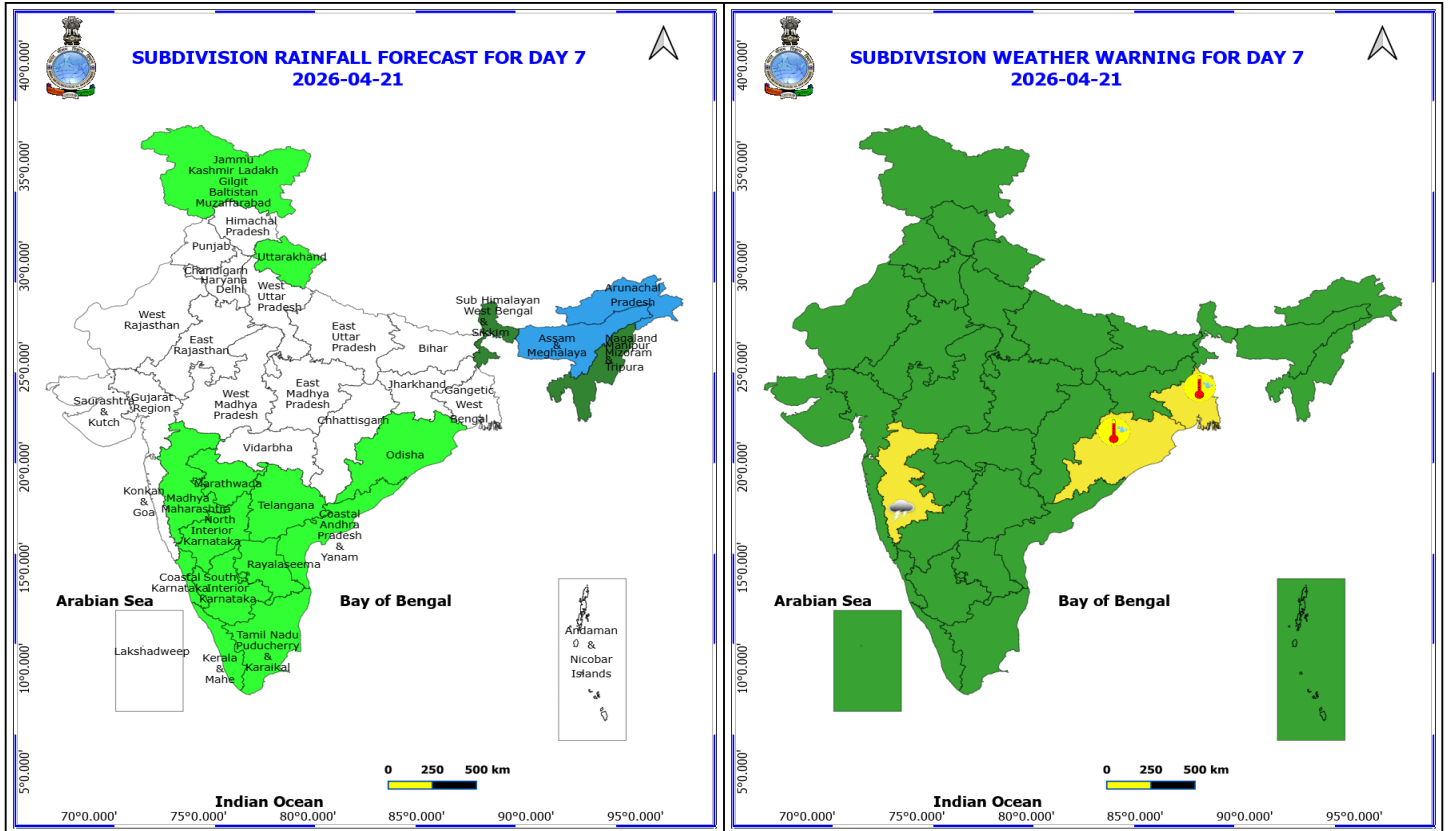 SUBDIVISION RAINFALL FORECAST FOR DAY 7
2026-04-21
40°0.000'
35°0.000'
30°0.000'
25°0.000'
20°0.000'
15°0.000'
10°0.000'
5°0.000'
Jammu
Kashmir Ladakh
Gilgit
Baltistan
Muzaffarabad
Himachal
Pradesh
Punjab
Uttarakhand
Chandigarh
Haryana
Delhi
West
Uttar
Pradesh
West
Rajasthan
East
Rajasthan
East
Uttar
Pradesh
Bihar
Sub Himalayan
West Bengal
&
Sikkim
Arunachal
Pradesh
Assam
&
Meghalaya
Nagaland
Manipur
Mizoram
&
Tripura
Saurashtra
&
Kutch
Gujarat
Region
West
Madhya
Pradesh
East
Madhya
Pradesh
Jharkhand
Gangetic
West
Bengal
Chhattisgarh
Vidarbha
Odisha
Konkan
&
Goa
Madhya
Maharashtra
Marathwada
Telangana
North
Interior
Karnataka
Coastal
Andhra
Pradesh
&
Yanam
Rayalaseema
Coastal
Karnataka
South
Interior
Karnataka
Tamil Nadu
Puducherry
&
Karaikal
Kerala
&
Mahe
Lakshadweep
Andaman
&
Nicobar
Islands
Arabian Sea
Bay of Bengal
0 250 500 km
Indian Ocean
70°0.000' 75°0.000' 80°0.000' 85°0.000' 90°0.000' 95°0.000'
SUBDIVISION WEATHER WARNING FOR DAY 7
2026-04-21
40°0.000'
35°0.000'
30°0.000'
25°0.000'
20°0.000'
15°0.000'
10°0.000'
5°0.000'
Arabian Sea
Bay of Bengal
0 250 500 km
Indian Ocean
70°0.000' 75°0.000' 80°0.000' 85°0.000' 90°0.000' 95°0.000'